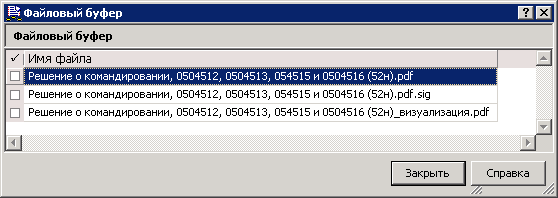 Файловый буфер
Файловый буфер
Имя файла
Решение о командировании, 0504512, 0504513, 054515 и 0504516 (52н).pdf
Решение о командировании, 0504512, 0504513, 054515 и 0504516 (52н).pdf.sig
Решение о командировании, 0504512, 0504513, 054515 и 0504516 (52н)_визуализация.pdf
Закрыть
Справка